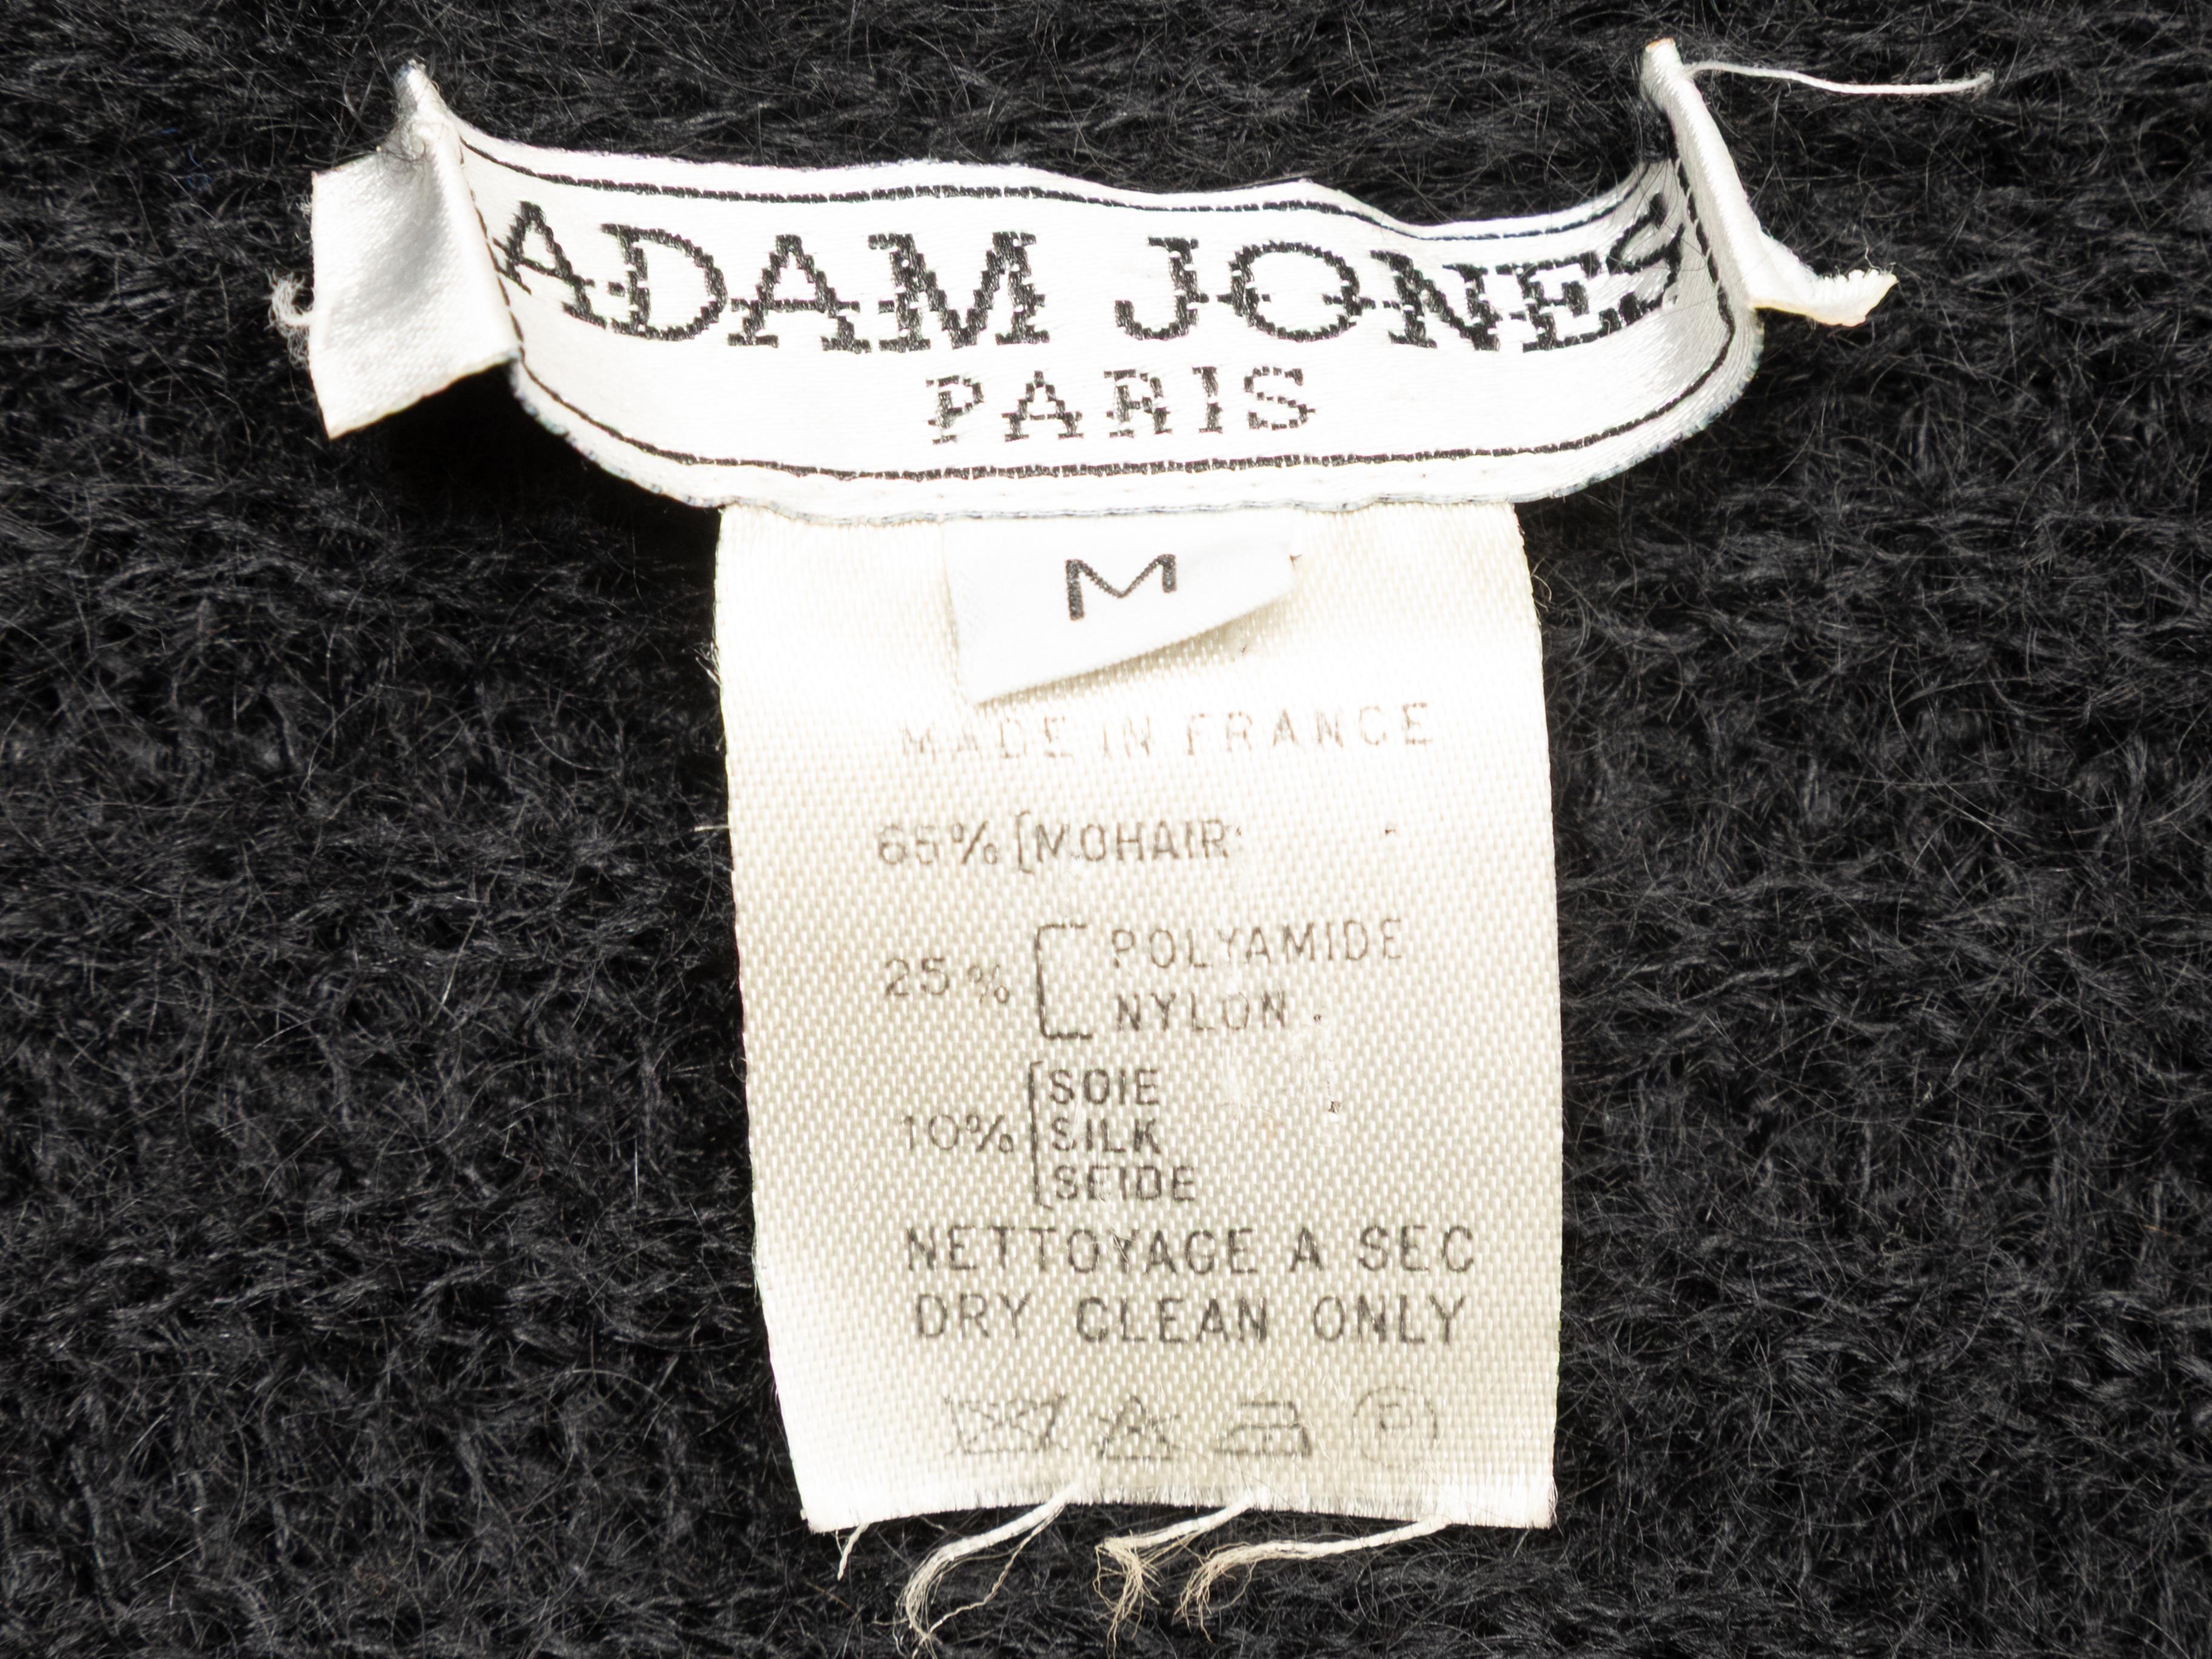 ADAM JONES
PARIS
M
MADE IN FRANCE
65% [MOHAIR
25% [POLYAMIDE
NYLON
10% [SOIE
SILK
SEIDE
NETTOYAGE A SEC
DRY CLEAN ONLY
P